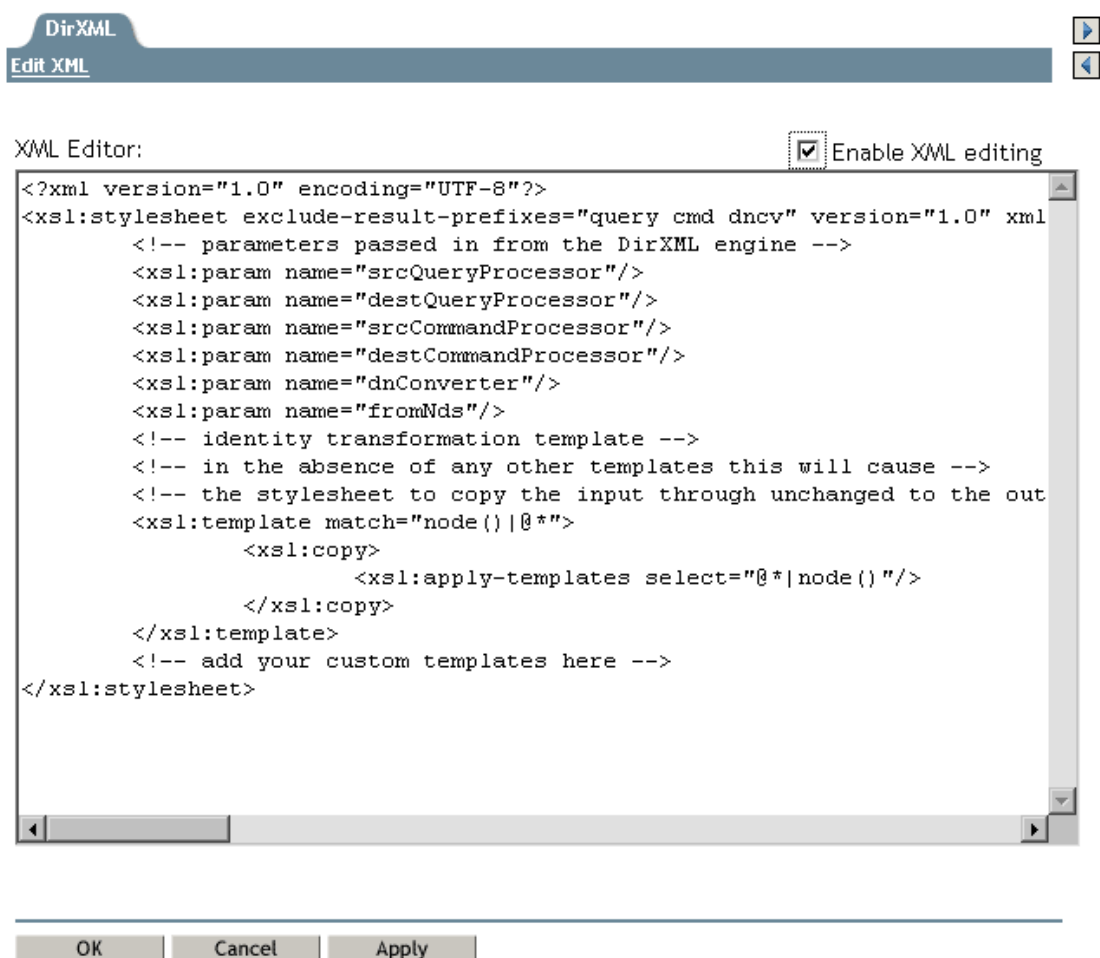 DirXML
Edit XML
XML Editor:
Enable XML editing
<?xml version="1.0" encoding="UTF-8"?>
<xsl:stylesheet exclude-result-prefixes="query cmd dncv" version="1.0" xml
<!-- parameters passed in from the DirXML engine -->
<xsl:param name="srcQueryProcessor"/>
<xsl:param name="destQueryProcessor"/>
<xsl:param name="srcCommandProcessor"/>
<xsl:param name="destCommandProcessor"/>
<xsl:param name="dnConverter"/>
<xsl:param name="fromNds"/>
<!-- identity transformation template -->
<!-- in the absence of any other templates this will cause -->
<!-- the stylesheet to copy the input through unchanged to the out
<xsl:template match="node()|@*">
<xsl:copy>
<xsl:apply-templates select="@*|node()"/>
</xsl:copy>
</xsl:template>
<!-- add your custom templates here -->
</xsl:stylesheet>
OK
Cancel
Apply